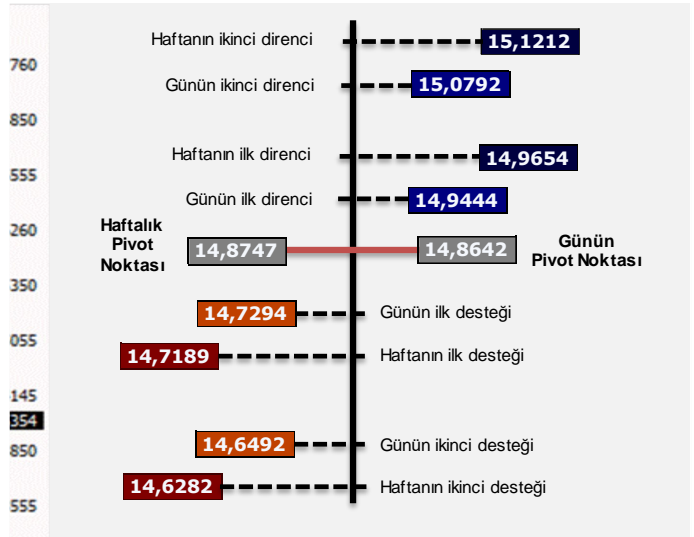 Haftanın ikinci direnci
15,1212
760
Günün ikinci direnci
15,0792
850
Haftanın ilk direnci
14,9654
555
Günün ilk direnci
14,9444
260
Haftalık
Pivot
Noktası
14,8747
14,8642
Günün
Pivot Noktası
350
14,7294
Günün ilk desteği
055
14,7189
Haftanın ilk desteği
145
354
850
14,6492
Günün ikinci desteği
14,6282
Haftanın ikinci desteği
555